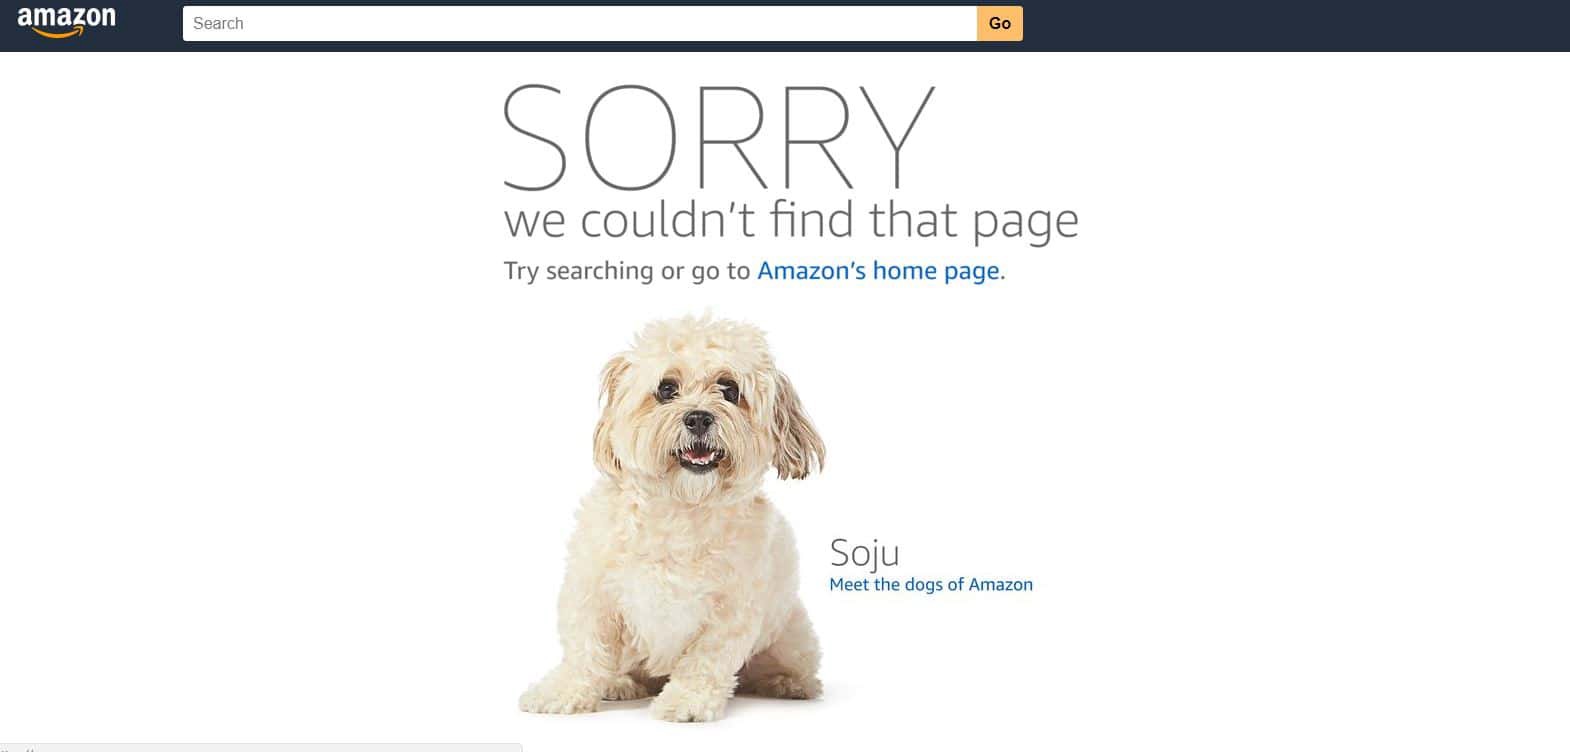 amazon
Search
Go
SORRY
we couldn't find that page
Try searching or go to Amazon's home page.
Soju
Meet the dogs of Amazon